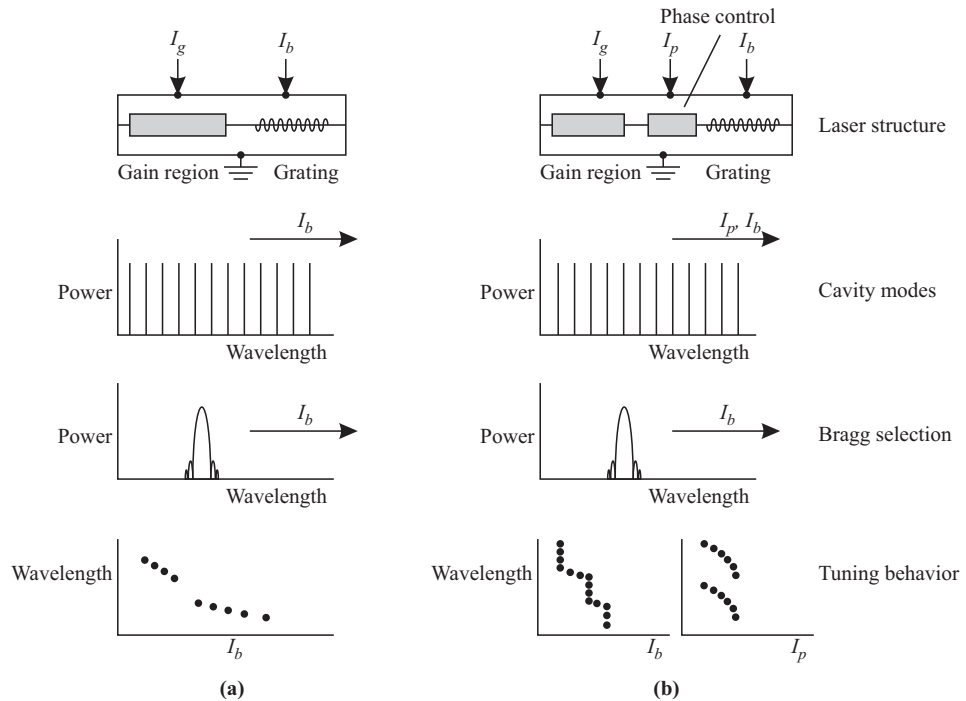 Phase control
I_g I_b I_g I_p I_b
Laser structure
Gain region Grating Gain region Grating
I_b I_p, I_b
Power Power Cavity modes
Wavelength Wavelength
I_b I_b
Power Power Bragg selection
Wavelength Wavelength
Wavelength Wavelength Tuning behavior
I_b I_b I_p
(a) (b)